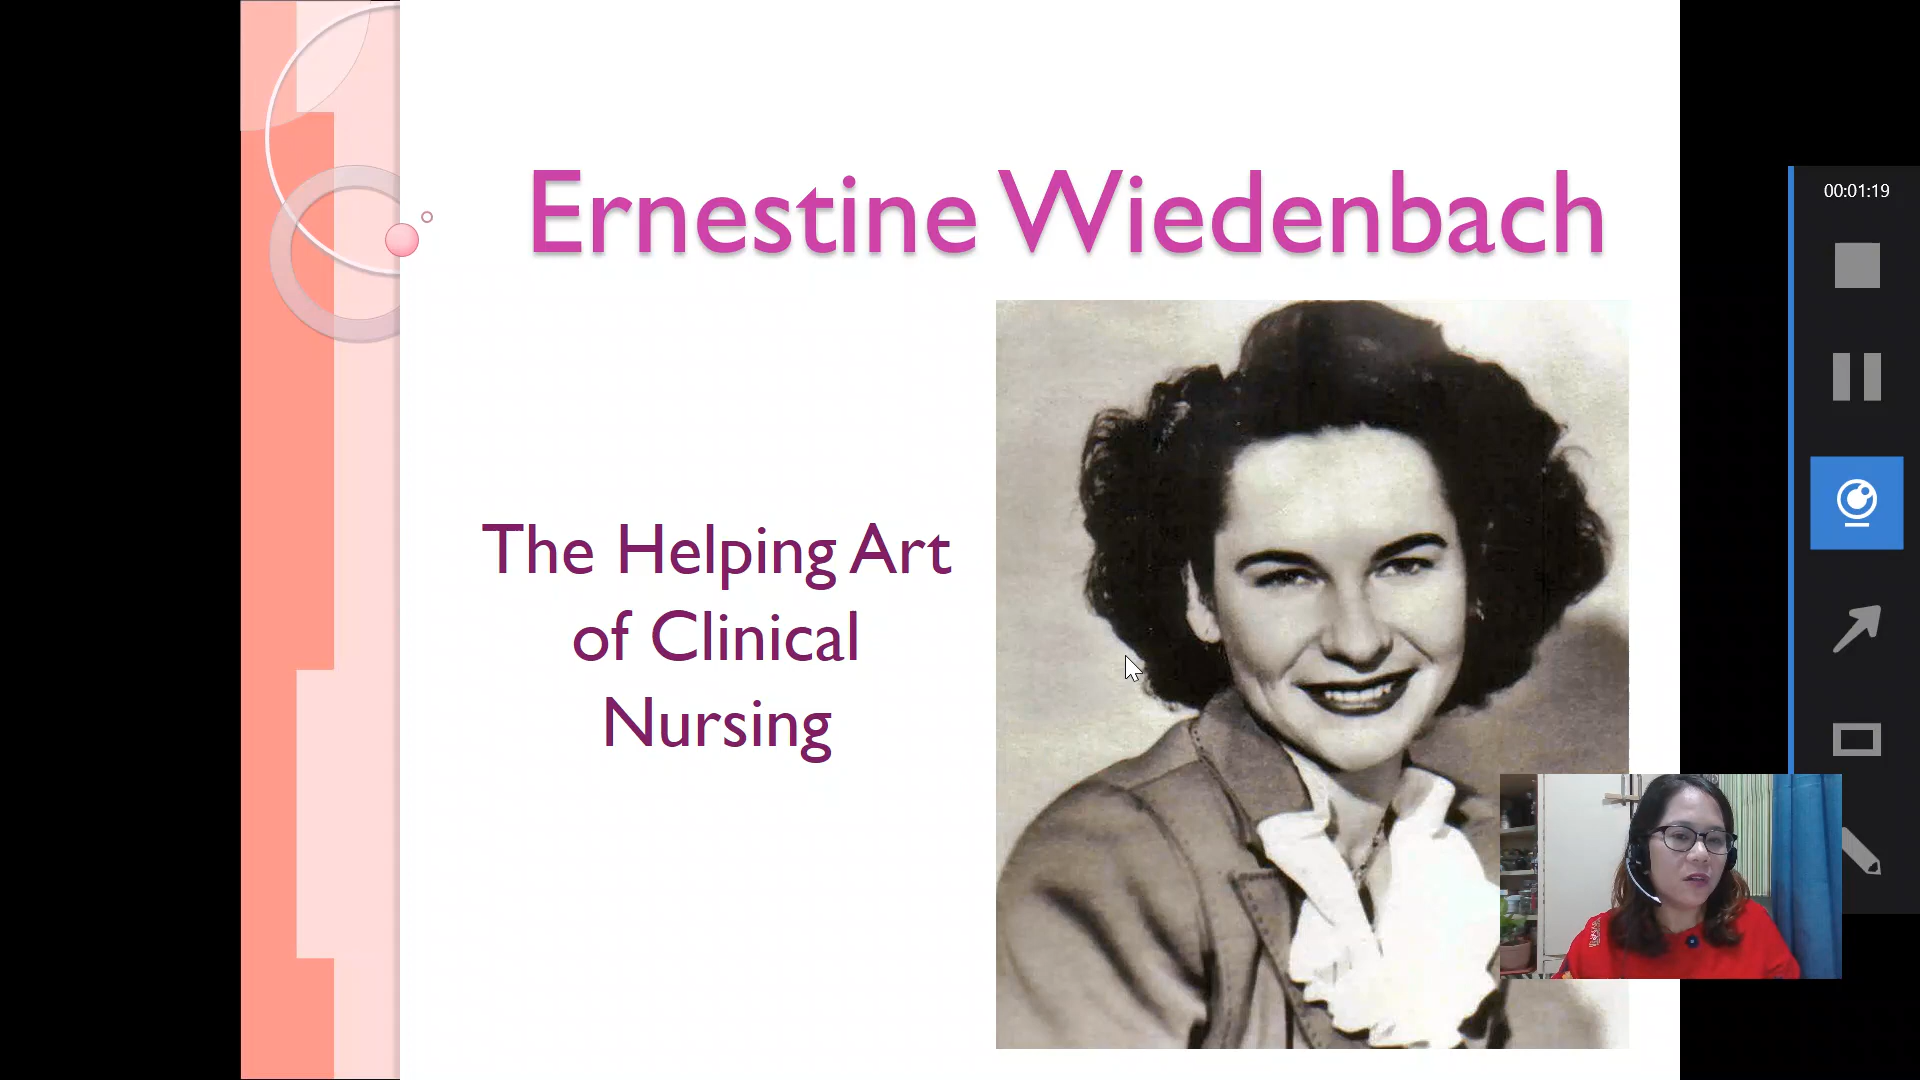 Ernestine Wiedenbach
00:01:19
The Helping Art
of Clinical
Nursing